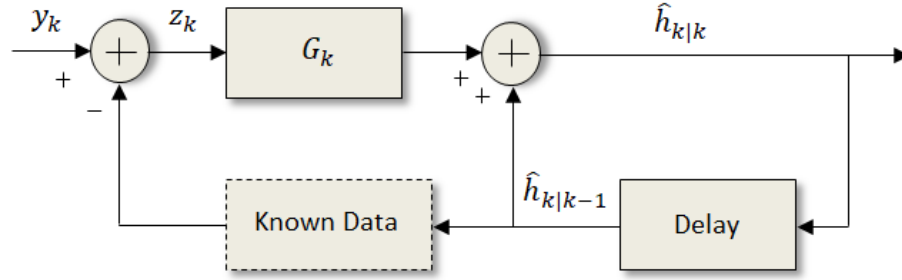 y_k
z_k
G_k
ĥ_{k|k}
+
+
+
+
−
+
ĥ_{k|k−1}
Known Data
Delay